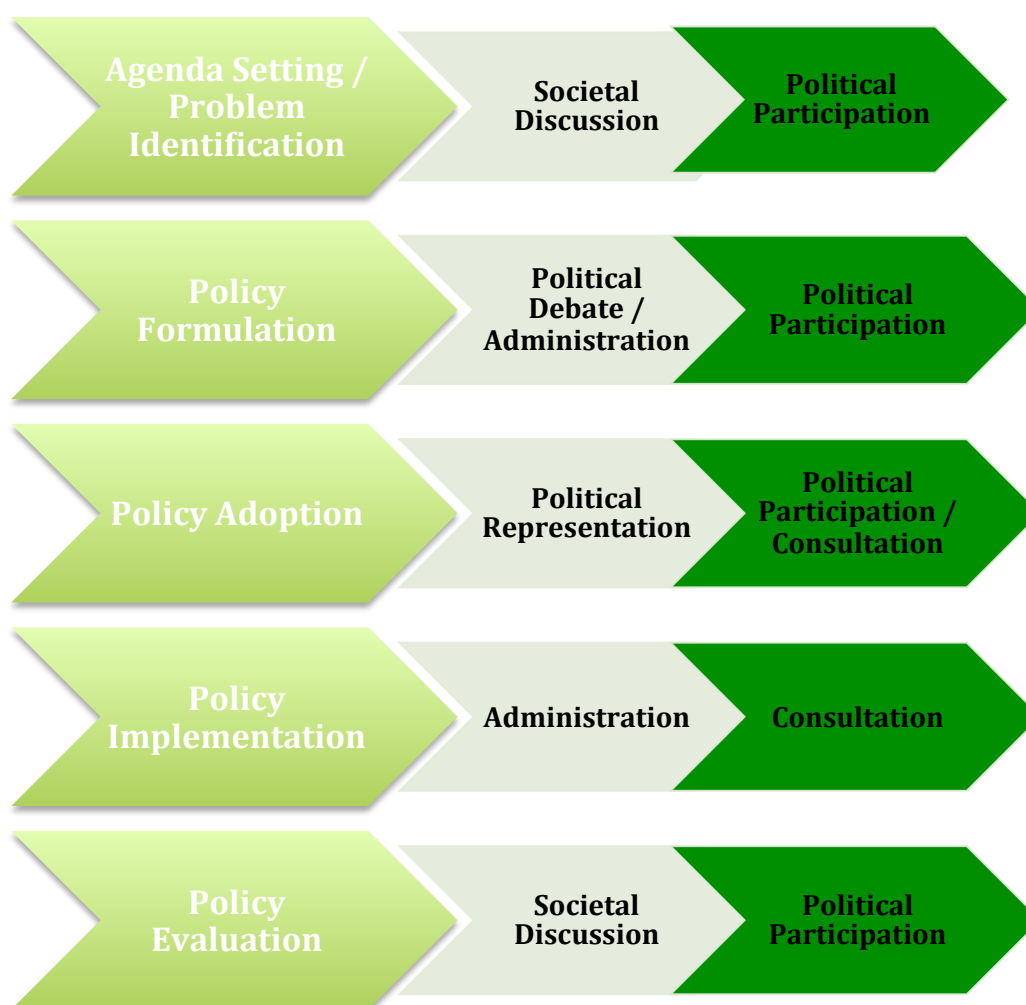 Agenda Setting /
Problem
Identification
Societal
Discussion
Political
Participation
Policy
Formulation
Political
Debate /
Administration
Political
Participation
Policy Adoption
Political
Representation
Political
Participation /
Consultation
Policy
Implementation
Administration
Consultation
Policy
Evaluation
Societal
Discussion
Political
Participation